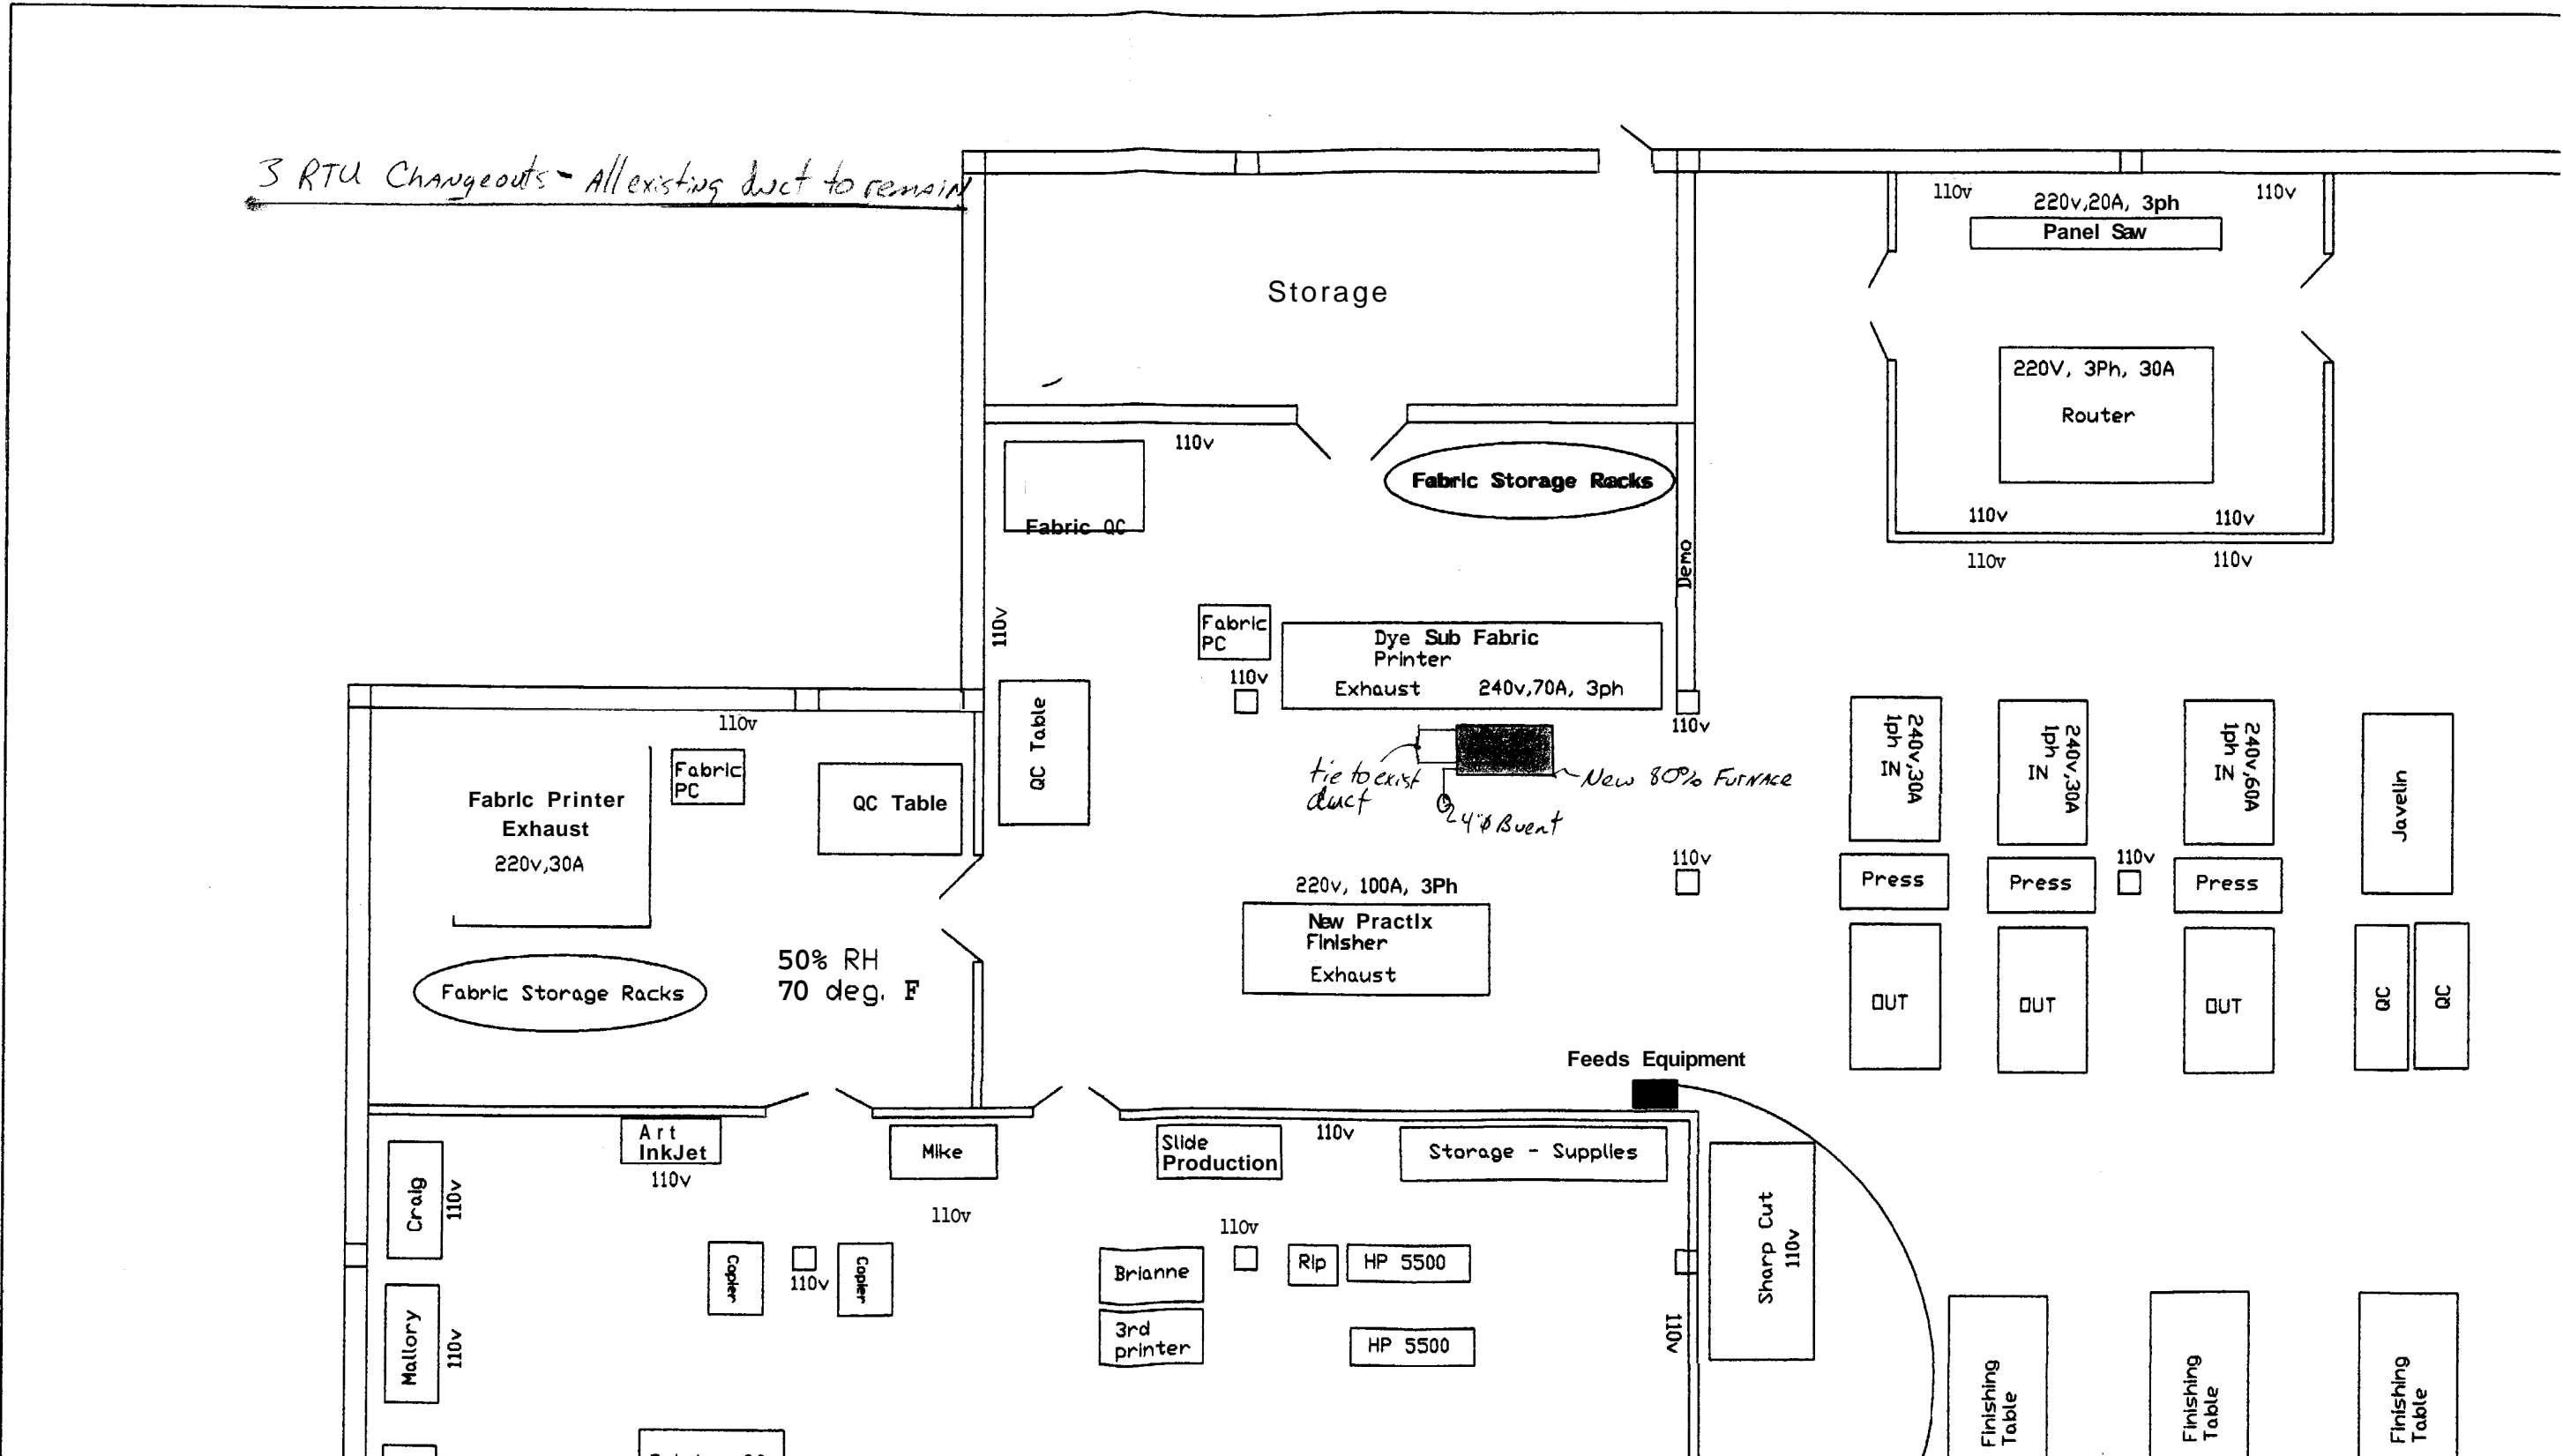 3 RTU Changeouts - All existing duct to remain
110v
110v
220v,20A, 3ph
Panel Saw
Storage
220V, 3Ph, 30A
Router
110v
Fabric Storage Racks
Fabric QC
110v
110v
110v
110v
Demo
110v
Fabric
PC
110v
Dye Sub Fabric
Printer
Exhaust 240v,70A, 3ph
110v
QC Table
110v
Fabric
PC
Fabric Printer
Exhaust
220v,30A
QC Table
tie to exist
duct
New 80% Furnace
4"ø Bvent
240v,30A
1ph
IN
240v,30A
1ph
IN
240v,60A
1ph
IN
Javelin
110v
110v
Press
Press
Press
220v, 100A, 3Ph
New PractIx
Finisher
Exhaust
50% RH
70 deg. F
Fabric Storage Racks
OUT
OUT
OUT
QC
QC
Feeds Equipment
Art
InkJet
110v
Mike
110v
Slide
Production
110v
Storage - Supplies
Craig
110v
Sharp Cut
110v
Copier
110v
Copier
Brianne
110v
Rip
HP 5500
Mallory
110v
3rd
printer
HP 5500
110v
Finishing
Table
Finishing
Table
Finishing
Table